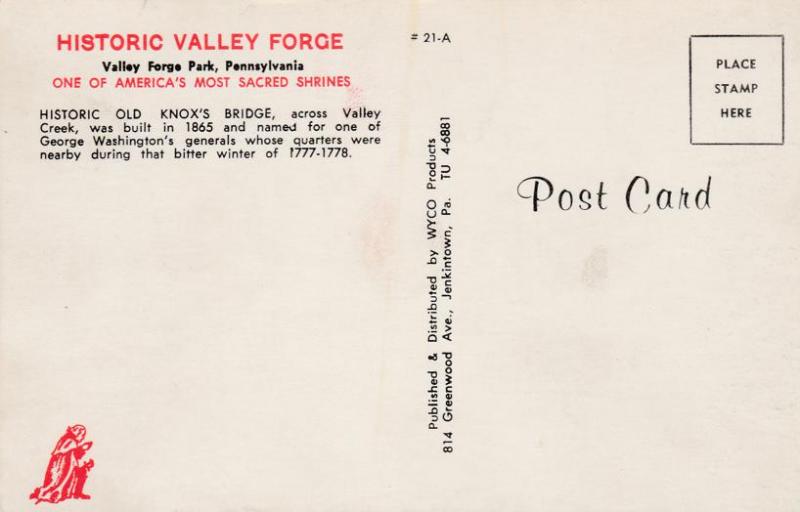 HISTORIC VALLEY FORGE
Valley Forge Park, Pennsylvania
ONE OF AMERICA'S MOST SACRED SHRINES
HISTORIC OLD KNOX'S BRIDGE, across Valley
Creek, was built in 1865 and named for one of
George Washington's generals whose quarters were
nearby during that bitter winter of 1777-1778.
# 21-A
Published & Distributed by WYCO Products
814 Greenwood Ave., Jenkintown, Pa. TU 4-6881
PLACE
STAMP
HERE
Post Card